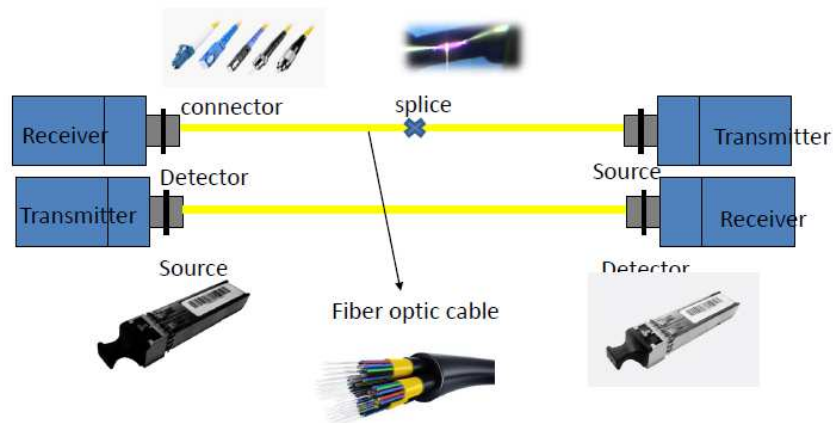 connector
splice
Receiver
Transmitter
Detector
Source
Transmitter
Receiver
Source
Detector
Fiber optic cable